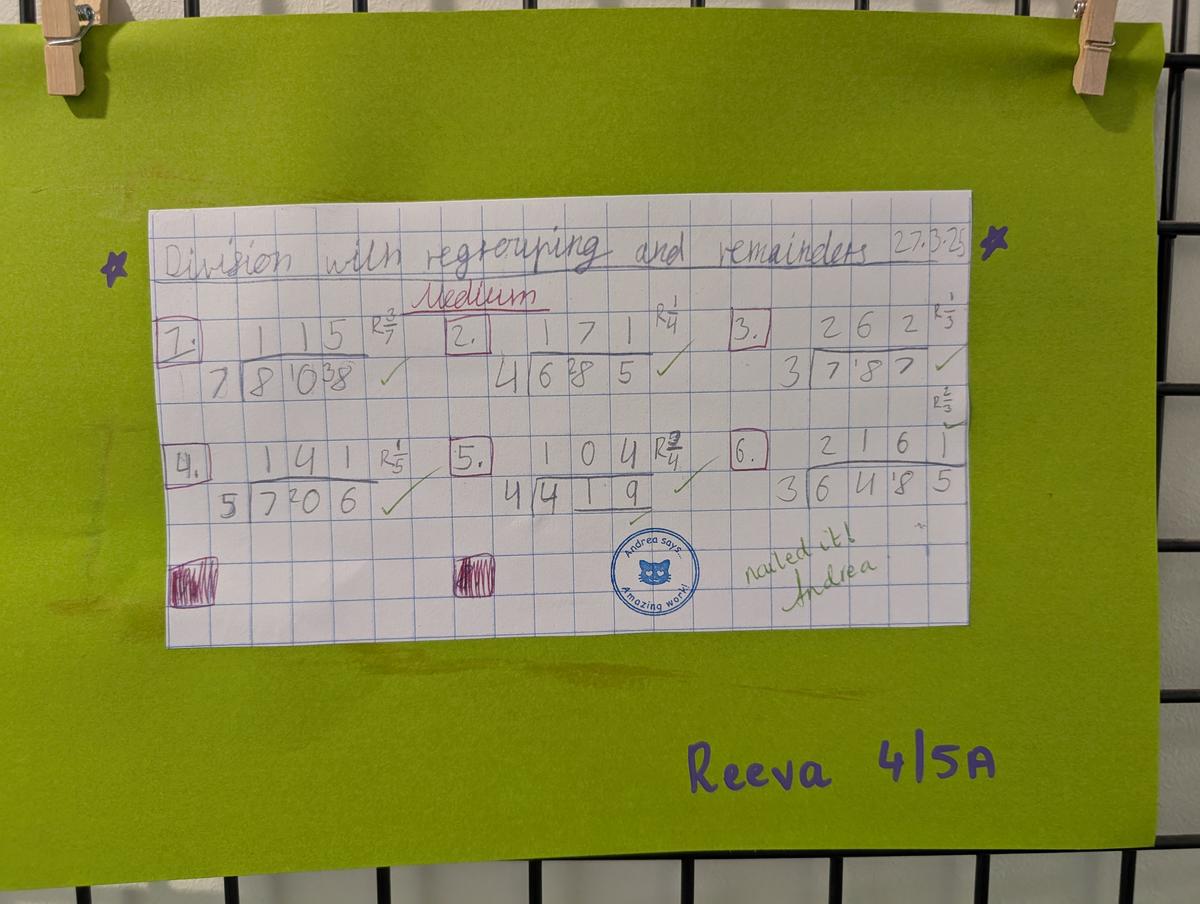 Division with regrouping and remainders 27.3.25
Medium
1. 115 R3/7
7 8 ¹0 ³8
2. 171 R1/4
4 6 ²8 5
3. 262 R1/3
3 7 ¹8 7
4. 141 R1/5
5 7 ²0 6
5. 104 R3/4
4 4 1 9
R2/3
6. 2161
3 6 4 ¹8 5
Andrea says...
Amazing work!
nailed it!
Andrea
Reeva 4/5A